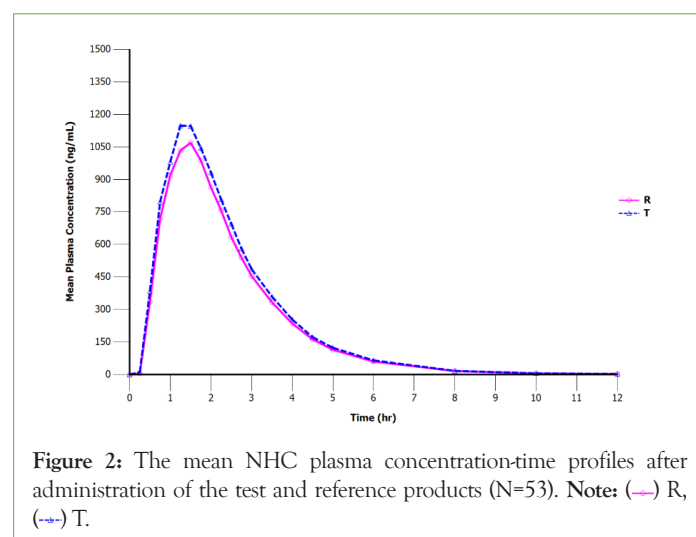 1500
1350
1200
1050
900
750
600
450
300
150
0
Mean Plasma Concentration (ng/mL)
R
T
0 1 2 3 4 5 6 7 8 10 12
Time (hr)
Figure 2: The mean NHC plasma concentration-time profiles after
administration of the test and reference products (N=53). Note: (—) R,
(---) T.